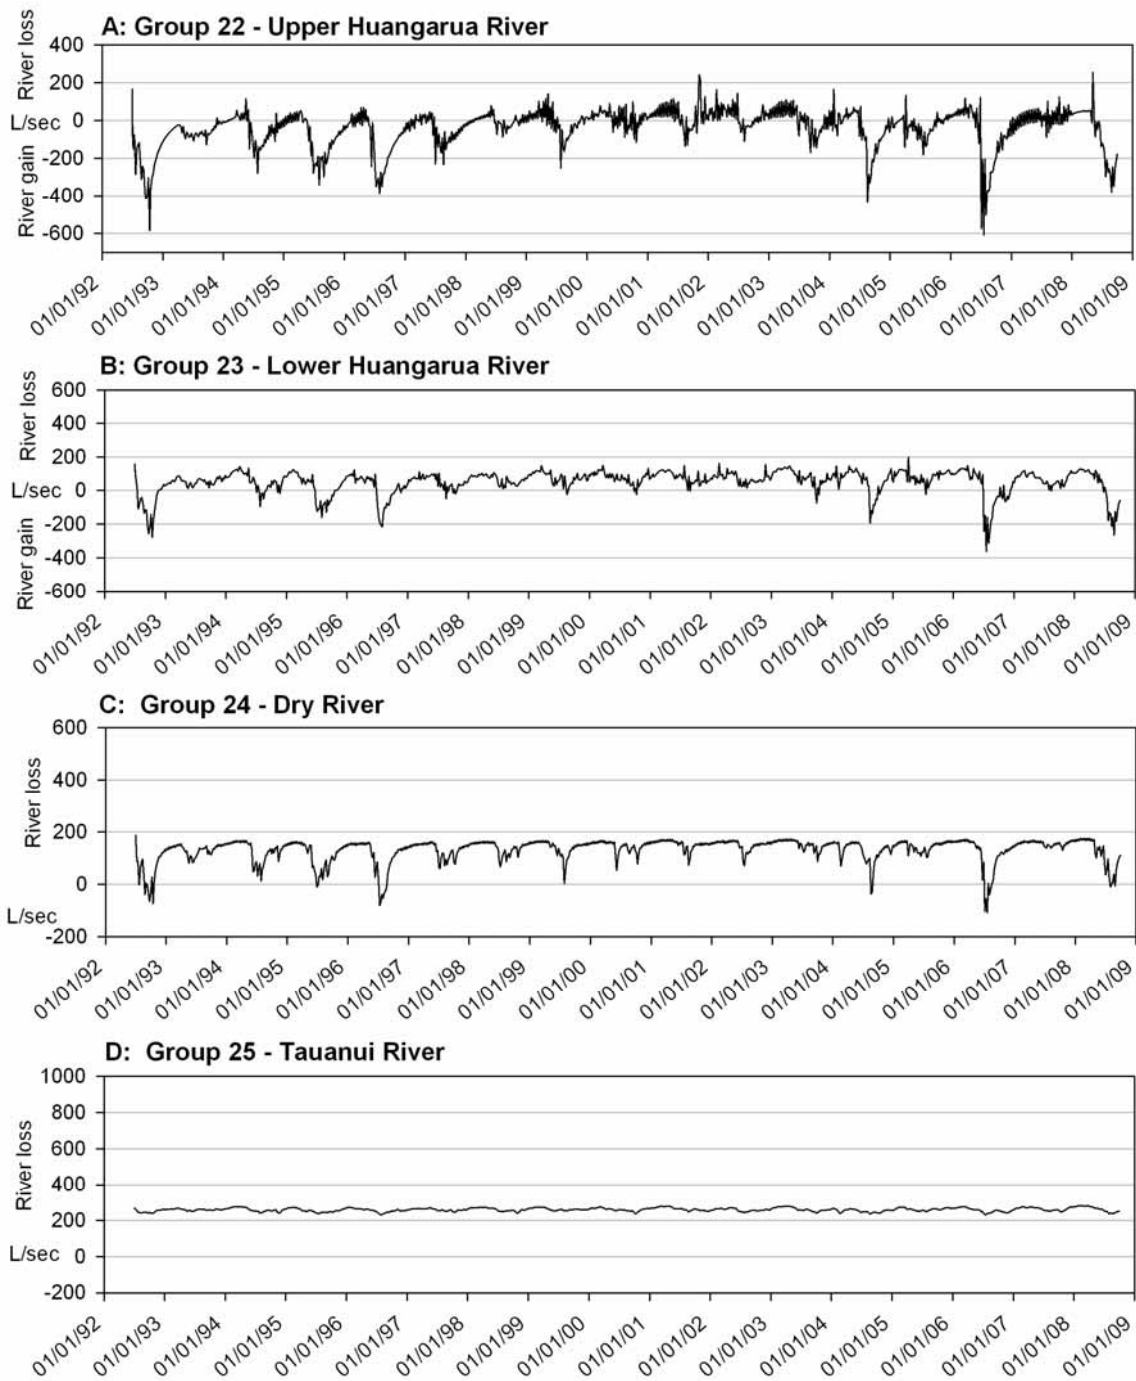 A: Group 22 - Upper Huangarua River
River loss
L/sec
River gain
400
200
0
-200
-400
-600
01/01/92 01/01/93 01/01/94 01/01/95 01/01/96 01/01/97 01/01/98 01/01/99 01/01/00 01/01/01 01/01/02 01/01/03 01/01/04 01/01/05 01/01/06 01/01/07 01/01/08 01/01/09
B: Group 23 - Lower Huangarua River
River loss
L/sec
River gain
600
400
200
0
-200
-400
-600
01/01/92 01/01/93 01/01/94 01/01/95 01/01/96 01/01/97 01/01/98 01/01/99 01/01/00 01/01/01 01/01/02 01/01/03 01/01/04 01/01/05 01/01/06 01/01/07 01/01/08 01/01/09
C: Group 24 - Dry River
River loss
L/sec
600
400
200
0
-200
01/01/92 01/01/93 01/01/94 01/01/95 01/01/96 01/01/97 01/01/98 01/01/99 01/01/00 01/01/01 01/01/02 01/01/03 01/01/04 01/01/05 01/01/06 01/01/07 01/01/08 01/01/09
D: Group 25 - Tauanui River
River loss
L/sec
1000
800
600
400
200
0
-200
01/01/92 01/01/93 01/01/94 01/01/95 01/01/96 01/01/97 01/01/98 01/01/99 01/01/00 01/01/01 01/01/02 01/01/03 01/01/04 01/01/05 01/01/06 01/01/07 01/01/08 01/01/09